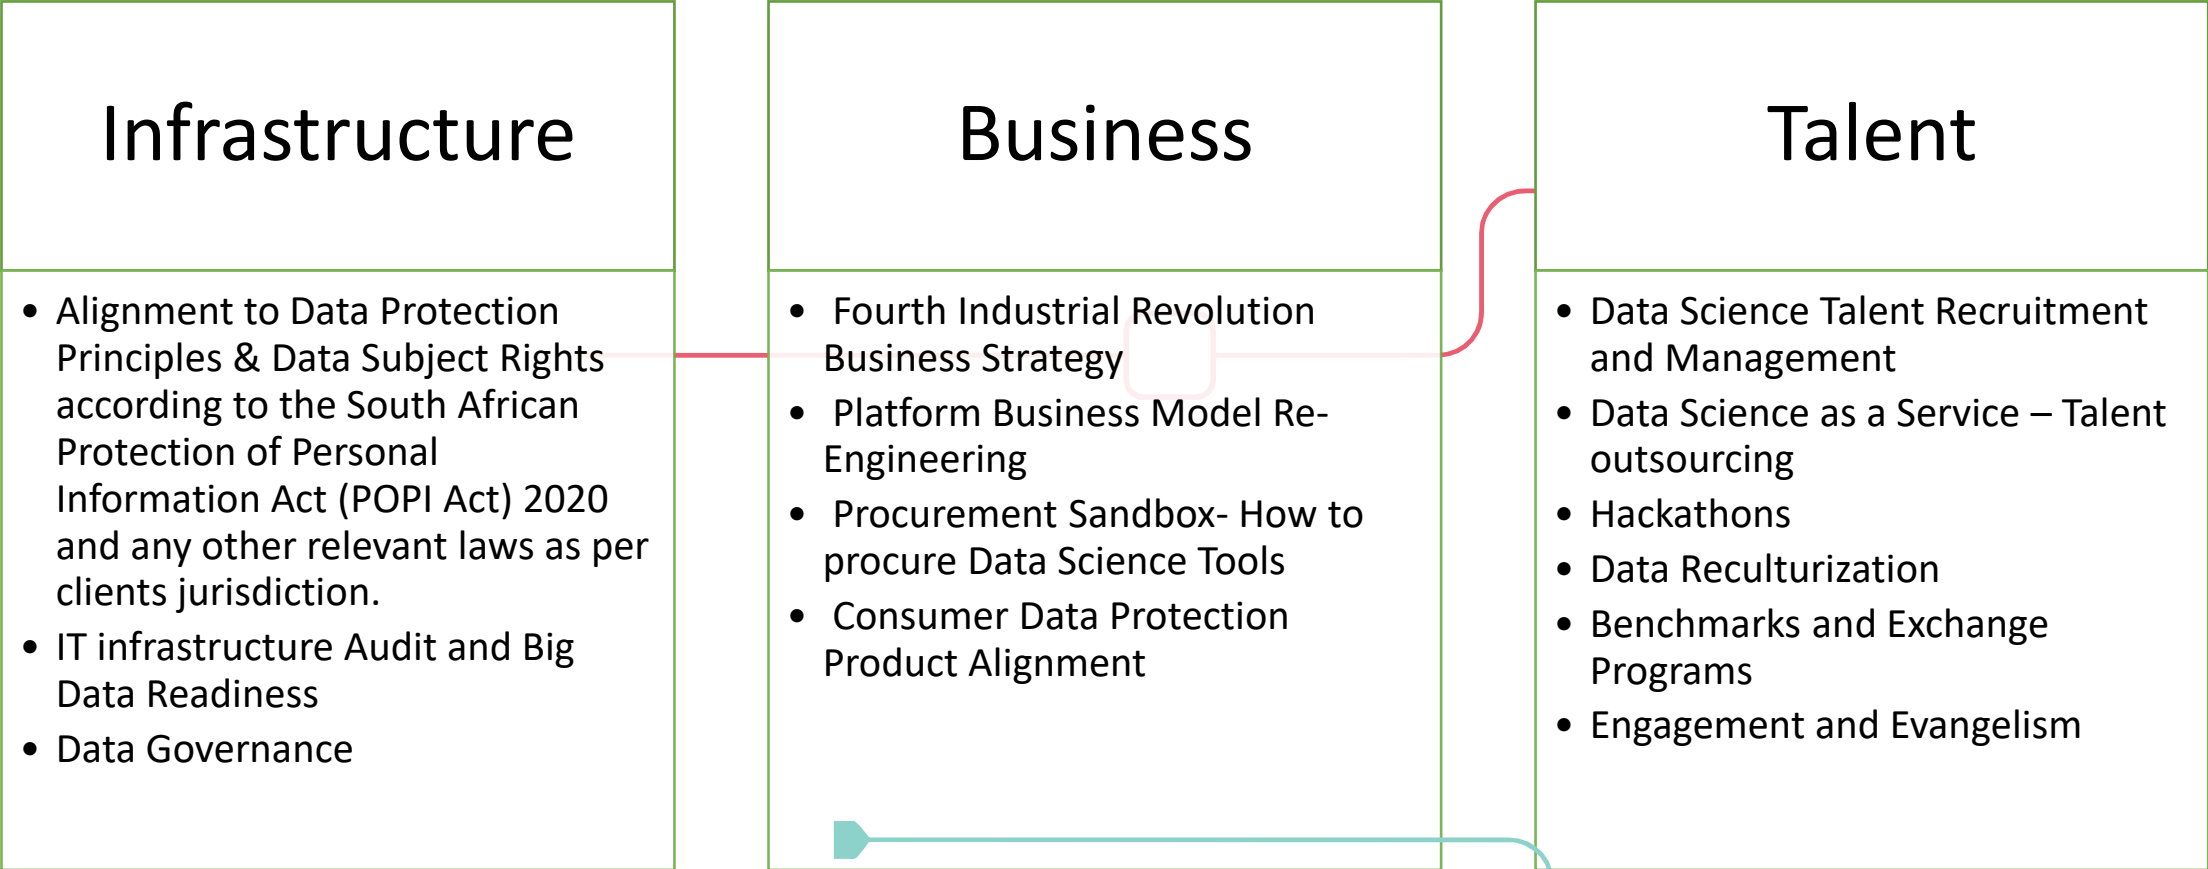 Infrastructure
• Alignment to Data Protection
Principles & Data Subject Rights
according to the South African
Protection of Personal
Information Act (POPI Act) 2020
and any other relevant laws as per
clients jurisdiction.
• IT infrastructure Audit and Big
Data Readiness
• Data Governance
Business
• Fourth Industrial Revolution
Business Strategy
• Platform Business Model Re-
Engineering
• Procurement Sandbox- How to
procure Data Science Tools
• Consumer Data Protection
Product Alignment
Talent
• Data Science Talent Recruitment
and Management
• Data Science as a Service – Talent
outsourcing
• Hackathons
• Data Reculturization
• Benchmarks and Exchange
Programs
• Engagement and Evangelism